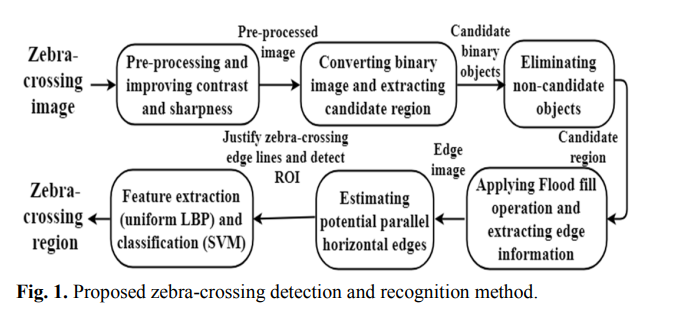 Zebra-
crossing
image
Pre-processing and
improving contrast
and sharpness
Pre-processed
image
Converting binary
image and extracting
candidate region
Candidate
binary
objects
Eliminating
non-candidate
objects
Candidate
region
Applying Flood fill
operation and
extracting edge
information
Edge
image
Estimating
potential parallel
horizontal edges
Justify zebra-crossing
edge lines and detect
ROI
Feature extraction
(uniform LBP) and
classification (SVM)
Zebra-
crossing
region
Fig. 1. Proposed zebra-crossing detection and recognition method.